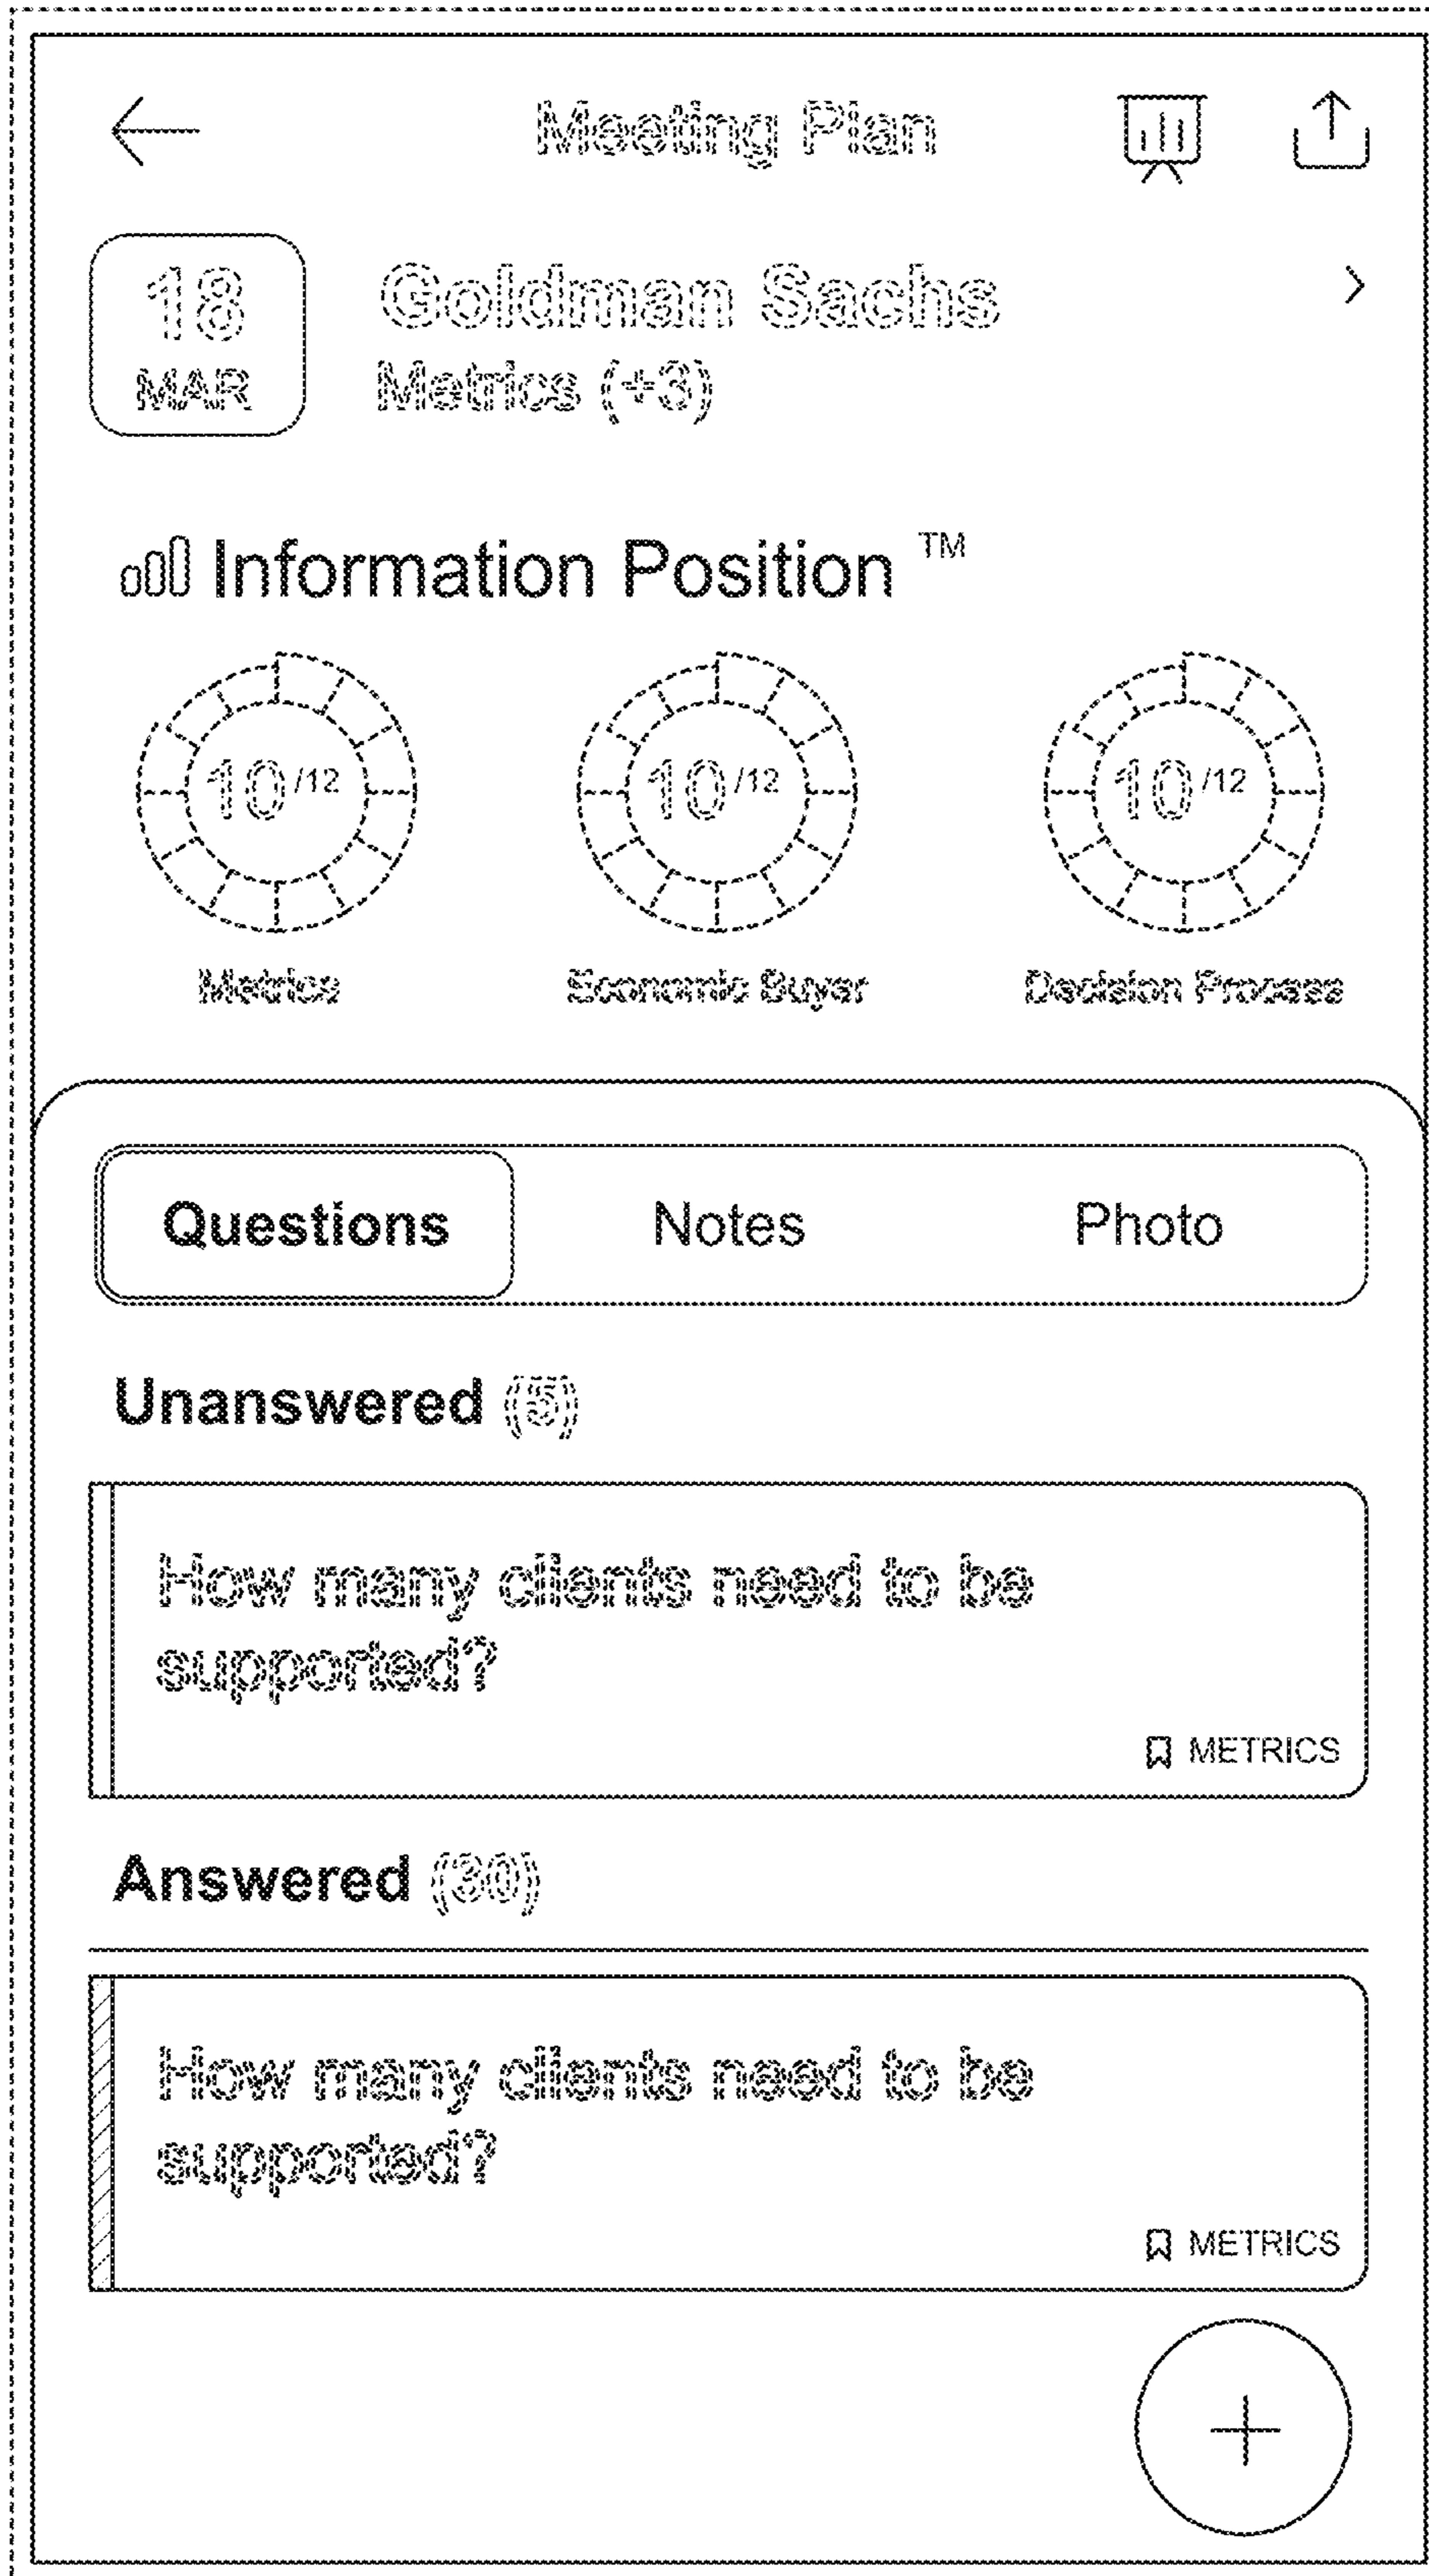 Meeting Plan
18
MAR
Goldman Sachs
Metrics (+3)
Information Position ™
10/12
10/12
10/12
Metrics
Economic Buyer
Decision Process
Questions
Notes
Photo
Unanswered (5)
How many clients need to be
supported?
METRICS
Answered (30)
How many clients need to be
supported?
METRICS